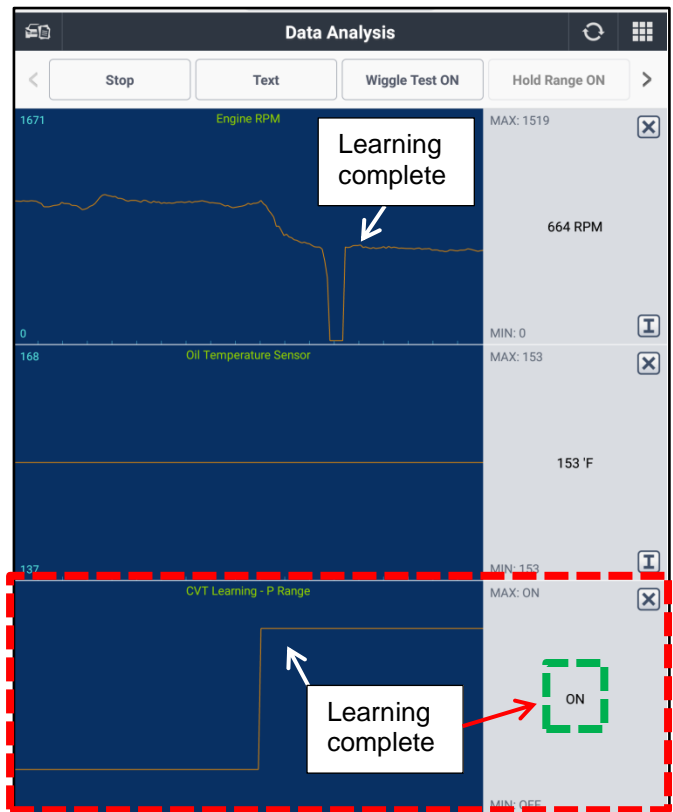 Data Analysis
Stop
Text
Wiggle Test ON
Hold Range ON
1671
Engine RPM
Learning
complete
MAX: 1519
664 RPM
0
MIN: 0
168
Oil Temperature Sensor
MAX: 153
153 'F
137
MIN: 153
CVT Learning - P Range
MAX: ON
Learning
complete
ON
MIN: OFF